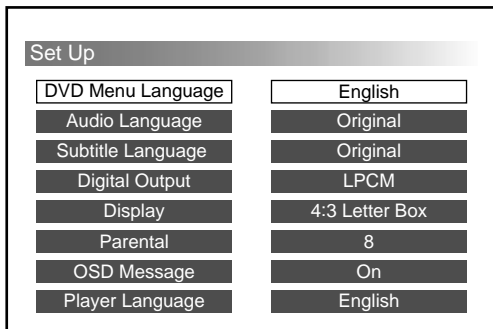 Set Up
DVD Menu Language English
Audio Language Original
Subtitle Language Original
Digital Output LPCM
Display 4:3 Letter Box
Parental 8
OSD Message On
Player Language English